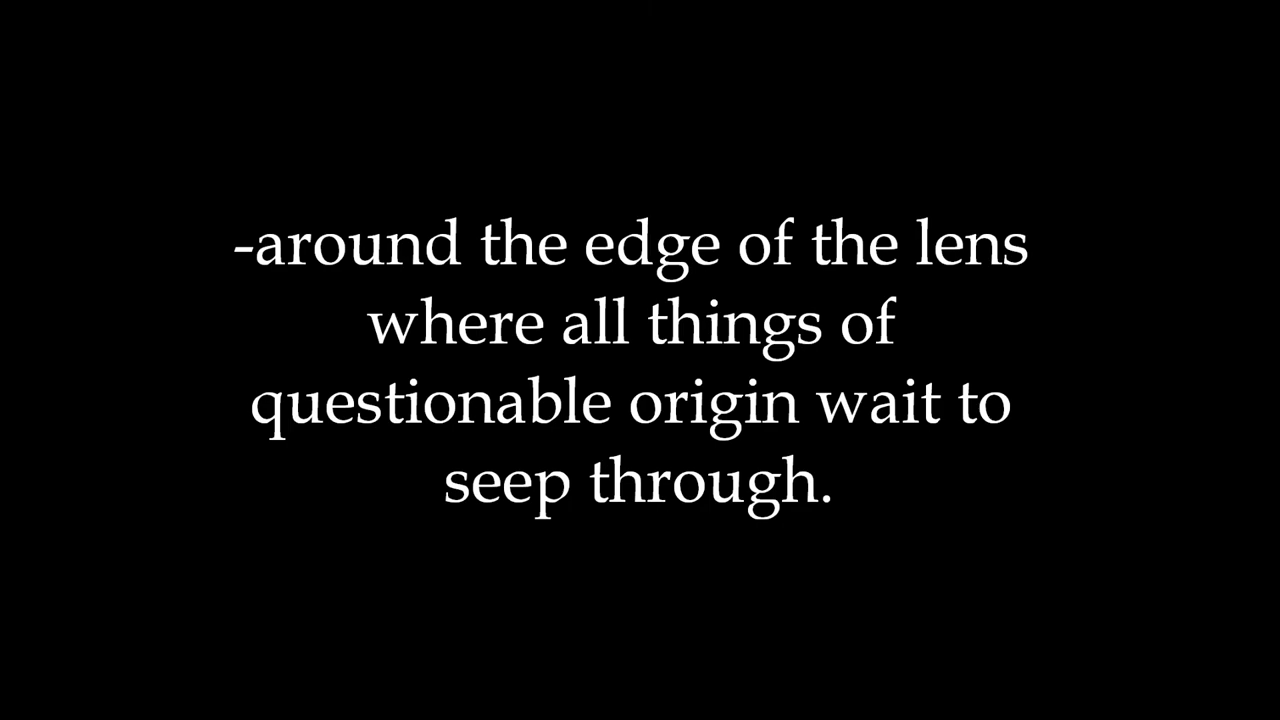 -around the edge of the lens
where all things of
questionable origin wait to
seep through.